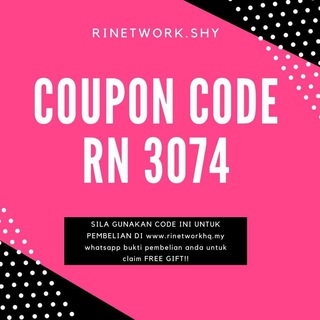 RINETWORK.SHY
COUPON CODE
RN 3074
SILA GUNAKAN CODE INI UNTUK
PEMBELIAN DI www.rinetworkhq.my
whatsapp bukti pembelian anda untuk
claim FREE GIFT!!